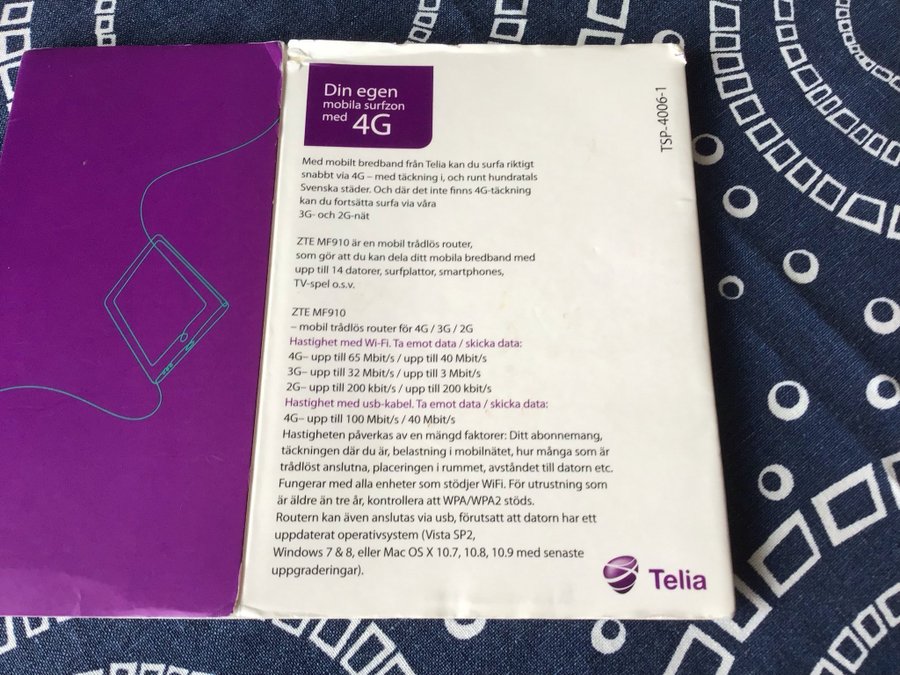 Din egen
mobila surfzon
med 4G
TSP-4006-1
Med mobilt bredband från Telia kan du surfa riktigt
snabbt via 4G – med täckning i, och runt hundratals
Svenska städer. Och där det inte finns 4G-täckning
kan du fortsätta surfa via våra
3G- och 2G-nät
ZTE MF910 är en mobil trådlös router,
som gör att du kan dela ditt mobila bredband med
upp till 14 datorer, surfplattor, smartphones,
TV-spel o.s.v.
ZTE MF910
– mobil trådlös router för 4G / 3G / 2G
Hastighet med Wi-Fi. Ta emot data / skicka data:
4G– upp till 65 Mbit/s / upp till 40 Mbit/s
3G– upp till 32 Mbit/s / upp till 3 Mbit/s
2G– upp till 200 kbit/s / upp till 200 kbit/s
Hastighet med usb-kabel. Ta emot data / skicka data:
4G– upp till 100 Mbit/s / 40 Mbit/s
Hastigheten påverkas av en mängd faktorer: Ditt abonnemang,
täckningen där du är, belastning i mobilnätet, hur många som är
trådlöst anslutna, placeringen i rummet, avståndet till datorn etc.
Fungerar med alla enheter som stödjer WiFi. För utrustning som
är äldre än tre år, kontrollera att WPA/WPA2 stöds.
Routern kan även anslutas via usb, förutsatt att datorn har ett
uppdaterat operativsystem (Vista SP2,
Windows 7 & 8, eller Mac OS X 10.7, 10.8, 10.9 med senaste
uppgraderingar).
Telia